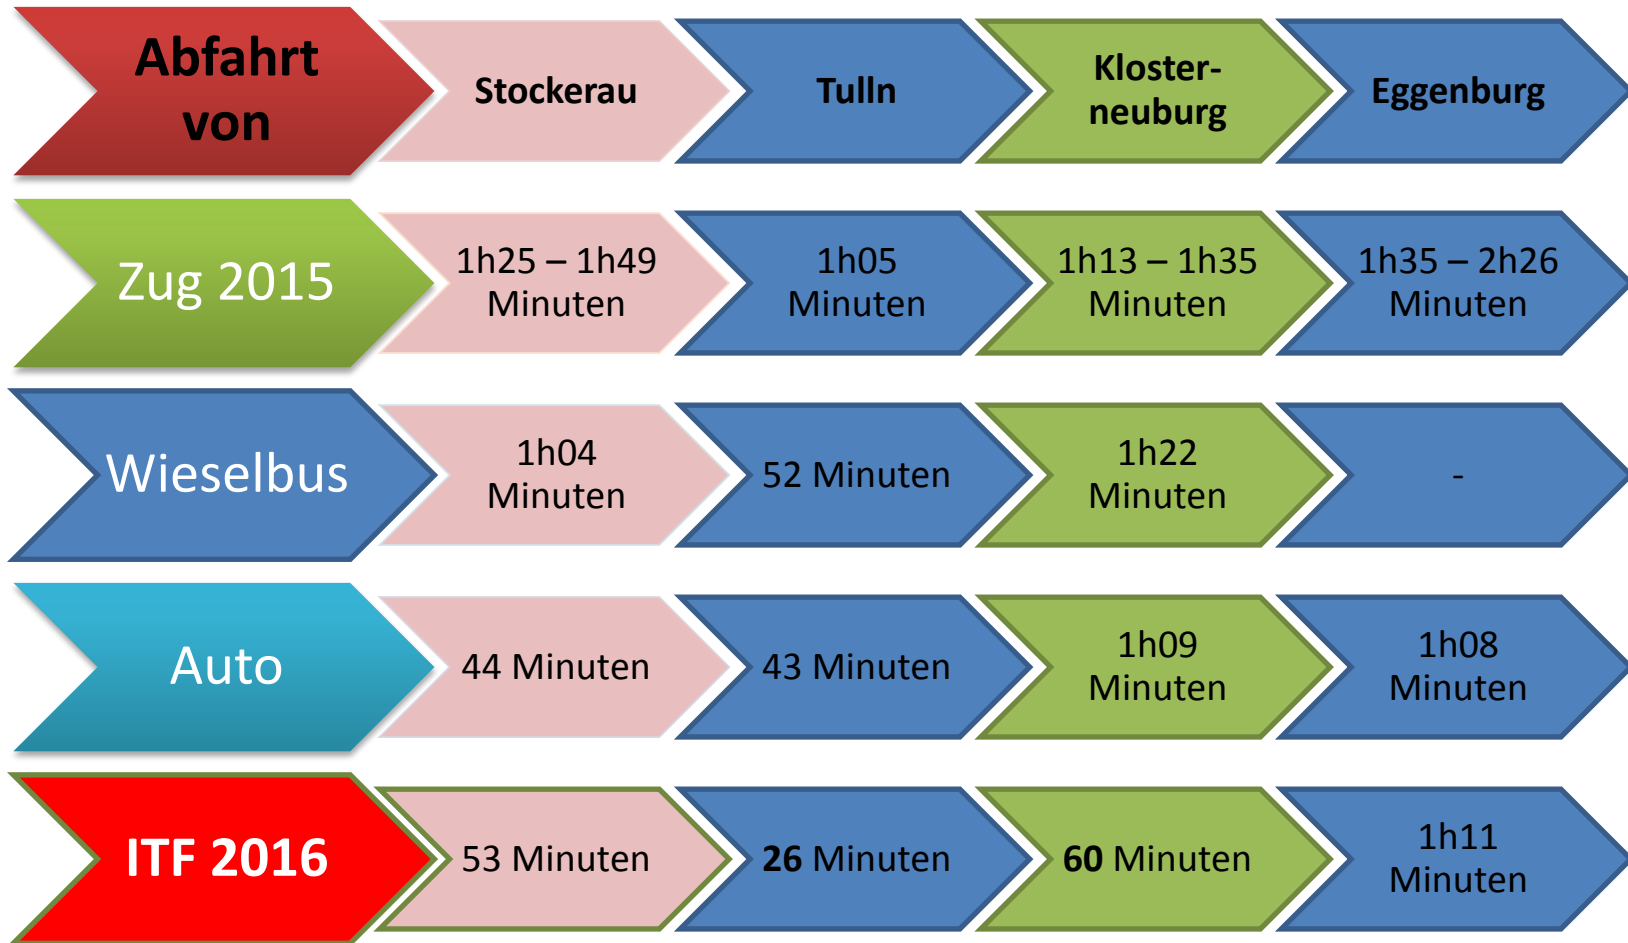 Abfahrt
von
Stockerau
Tulln
Kloster-
neuburg
Eggenburg
Zug 2015
1h25 – 1h49
Minuten
1h05
Minuten
1h13 – 1h35
Minuten
1h35 – 2h26
Minuten
Wieselbus
1h04
Minuten
52 Minuten
1h22
Minuten
-
Auto
44 Minuten
43 Minuten
1h09
Minuten
1h08
Minuten
ITF 2016
53 Minuten
26 Minuten
60 Minuten
1h11
Minuten